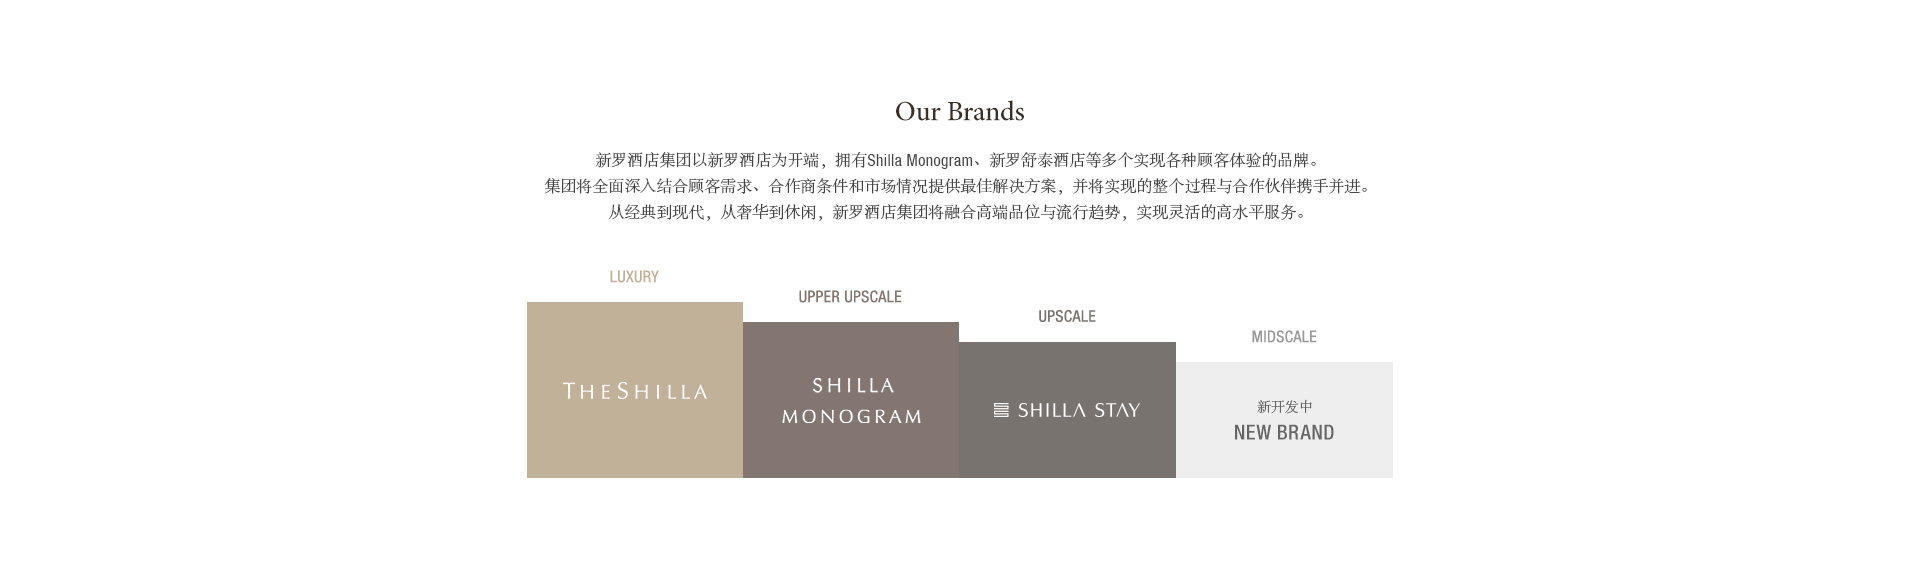 Our Brands
新罗酒店集团以新罗酒店为开端，拥有Shilla Monogram、新罗舒泰酒店等多个实现各种顾客体验的品牌。
集团将全面深入结合顾客需求、合作商条件和市场情况提供最佳解决方案，并将实现的整个过程与合作伙伴携手并进。
从经典到现代，从奢华到休闲，新罗酒店集团将融合高端品位与流行趋势，实现灵活的高水平服务。
LUXURY
THE SHILLA
UPPER UPSCALE
SHILLA
MONOGRAM
UPSCALE
SHILLA STAY
MIDSCALE
新开发中
NEW BRAND